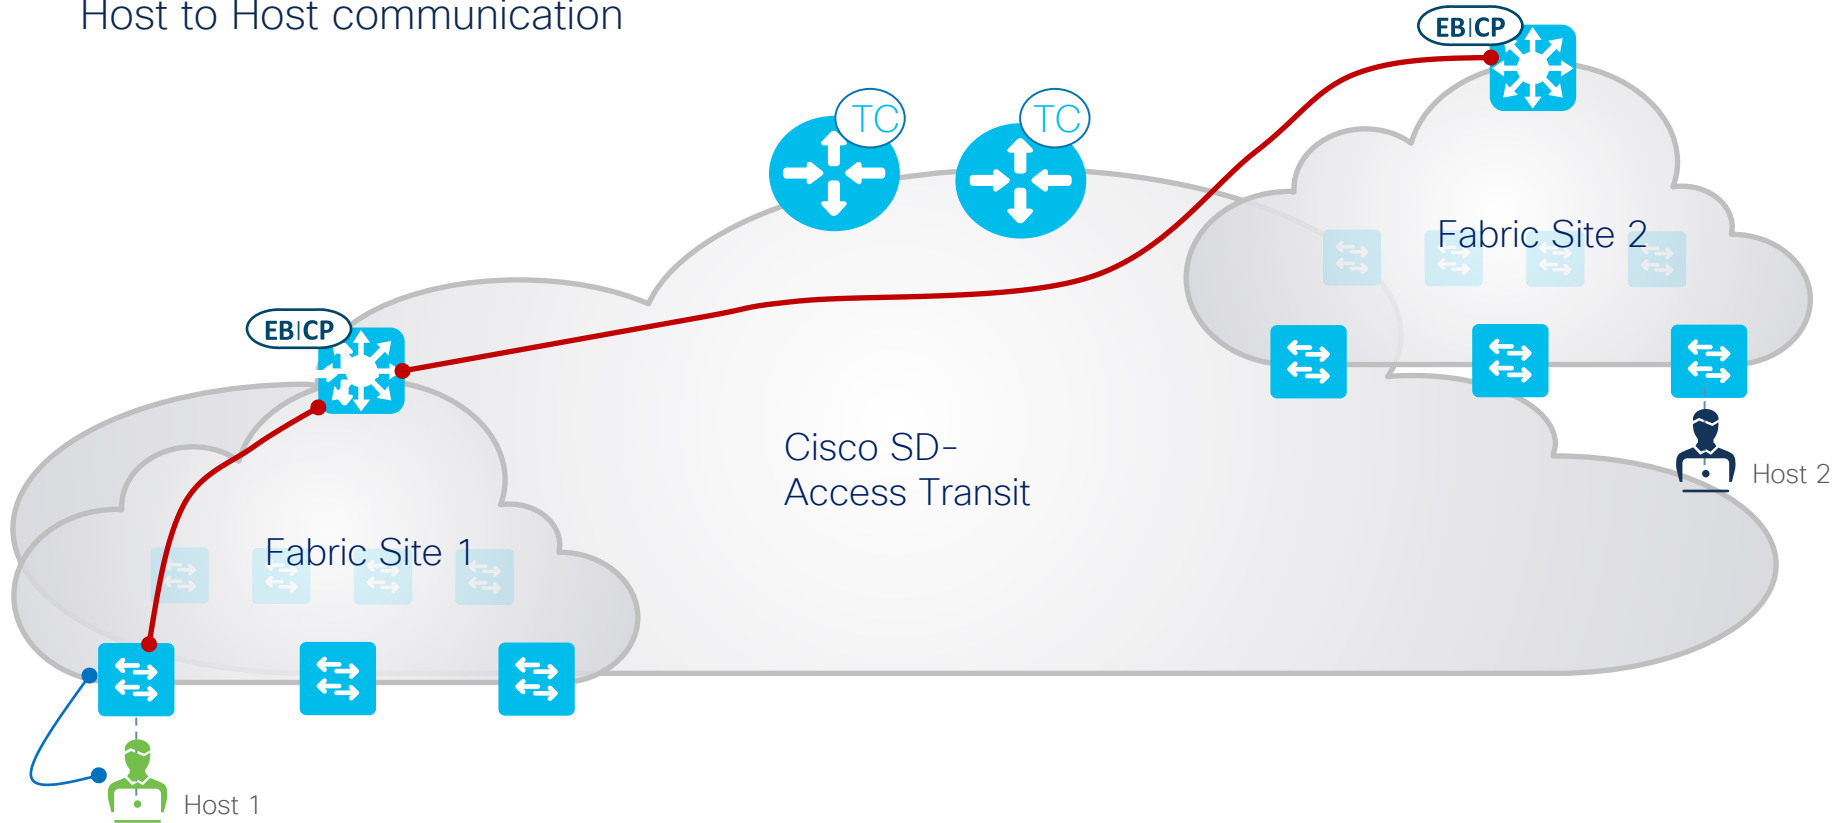 Host to Host communication
EB|CP
TC
TC
Fabric Site 2
EB|CP
Cisco SD-
Access Transit
Host 2
Fabric Site 1
Host 1